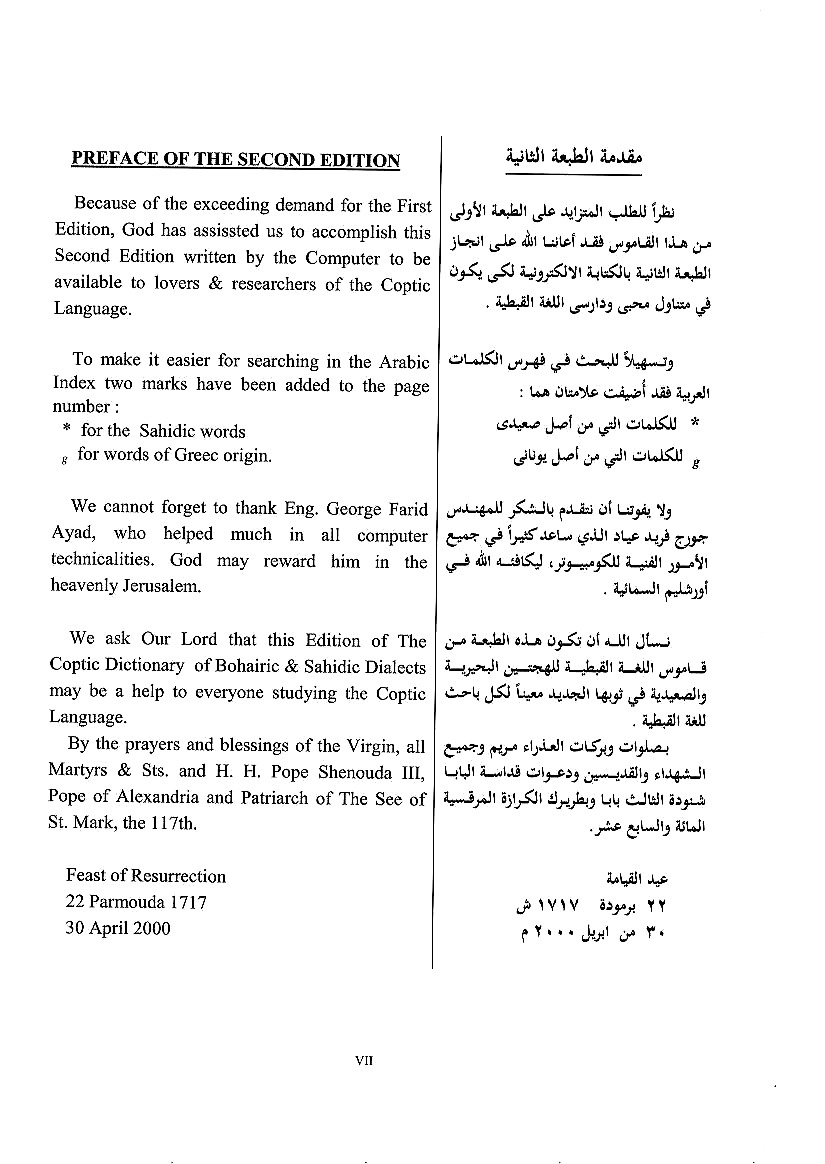 PREFACE OF THE SECOND EDITION
Because of the exceeding demand for the First
Edition, God has assissted us to accomplish this
Second Edition written by the Computer to be
available to lovers & researchers of the Coptic
Language.
To make it easier for searching in the Arabic
Index two marks have been added to the page
number :
* for the Sahidic words
g for words of Greec origin.
We cannot forget to thank Eng. George Farid
Ayad, who helped much in all computer
technicalities. God may reward him in the
heavenly Jerusalem.
We ask Our Lord that this Edition of The
Coptic Dictionary of Bohairic & Sahidic Dialects
may be a help to everyone studying the Coptic
Language.
By the prayers and blessings of the Virgin, all
Martyrs & Sts. and H. H. Pope Shenouda III,
Pope of Alexandria and Patriarch of The See of
St. Mark, the 117th.
Feast of Resurrection
22 Parmouda 1717
30 April 2000
مقدمة الطبعة الثانية
نظراً للطلب المتزايد على الطبعة الأولى
من هذا القاموس فقد أعاننا الله على انجاز
الطبعة الثانية بالكتابة الالكترونية لكى يكون
في متناول محبى ودارسى اللغة القبطية .
وتسهيلاً للبحث في فهرس الكلمات
العربية فقد أضيفت علامتان هما :
* للكلمات التي من أصل صعيدى
g للكلمات التي من أصل يونانى
ولا يفوتنا أن نتقدم بالشكر للمهندس
جورج فريد عياد الذي ساعد كثيراً في جميع
الأمور الفنية للكومبيوتر، ليكافئه الله في
أورشليم السمائية .
نسأل الله أن تكون هذه الطبعة من
قاموس اللغة القبطية للهجتين البحيرية
والصعيدية في ثوبها الجديد معيناً لكل باحث
للغة القبطية .
بصلوات وبركات العذراء مريم وجميع
الشهداء والقديسين ودعوات قداسة البابا
شنودة الثالث بابا وبطريرك الكرازة المرقسية
المائة والسابع عشر.
عيد القيامة
٢٢ برمودة ١٧١٧ ش
٣٠ من ابريل ٢٠٠٠ م
VII